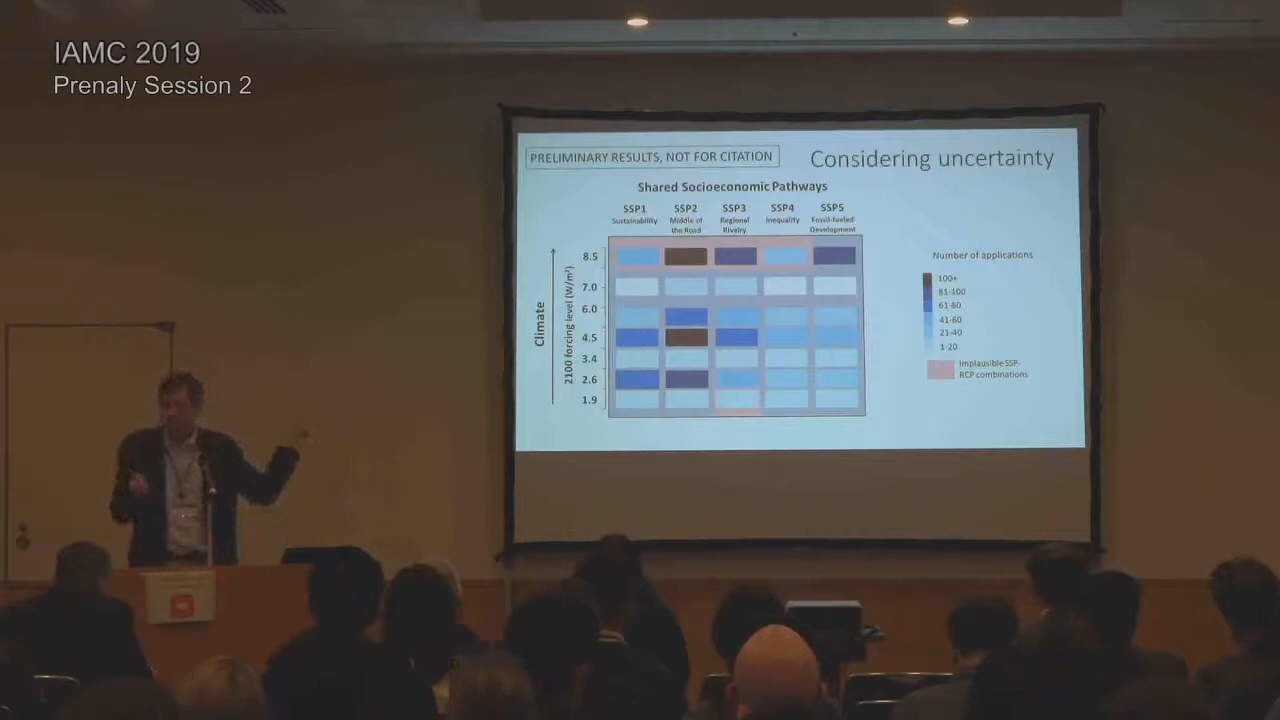 IAMC 2019
Prenaly Session 2
PRELIMINARY RESULTS, NOT FOR CITATION
Considering uncertainty
Shared Socioeconomic Pathways
SSP1 SSP2 SSP3 SSP4 SSP5
Sustainability Middle of Regional Inequality Fossil-fueled
the Road Rivalry Development
8.5
7.0
6.0
4.5
3.4
2.6
1.9
Climate
2100 forcing level (W/m²)
Number of applications
100+
81-100
61-80
41-60
21-40
1-20
Implausible SSP-
RCP combinations